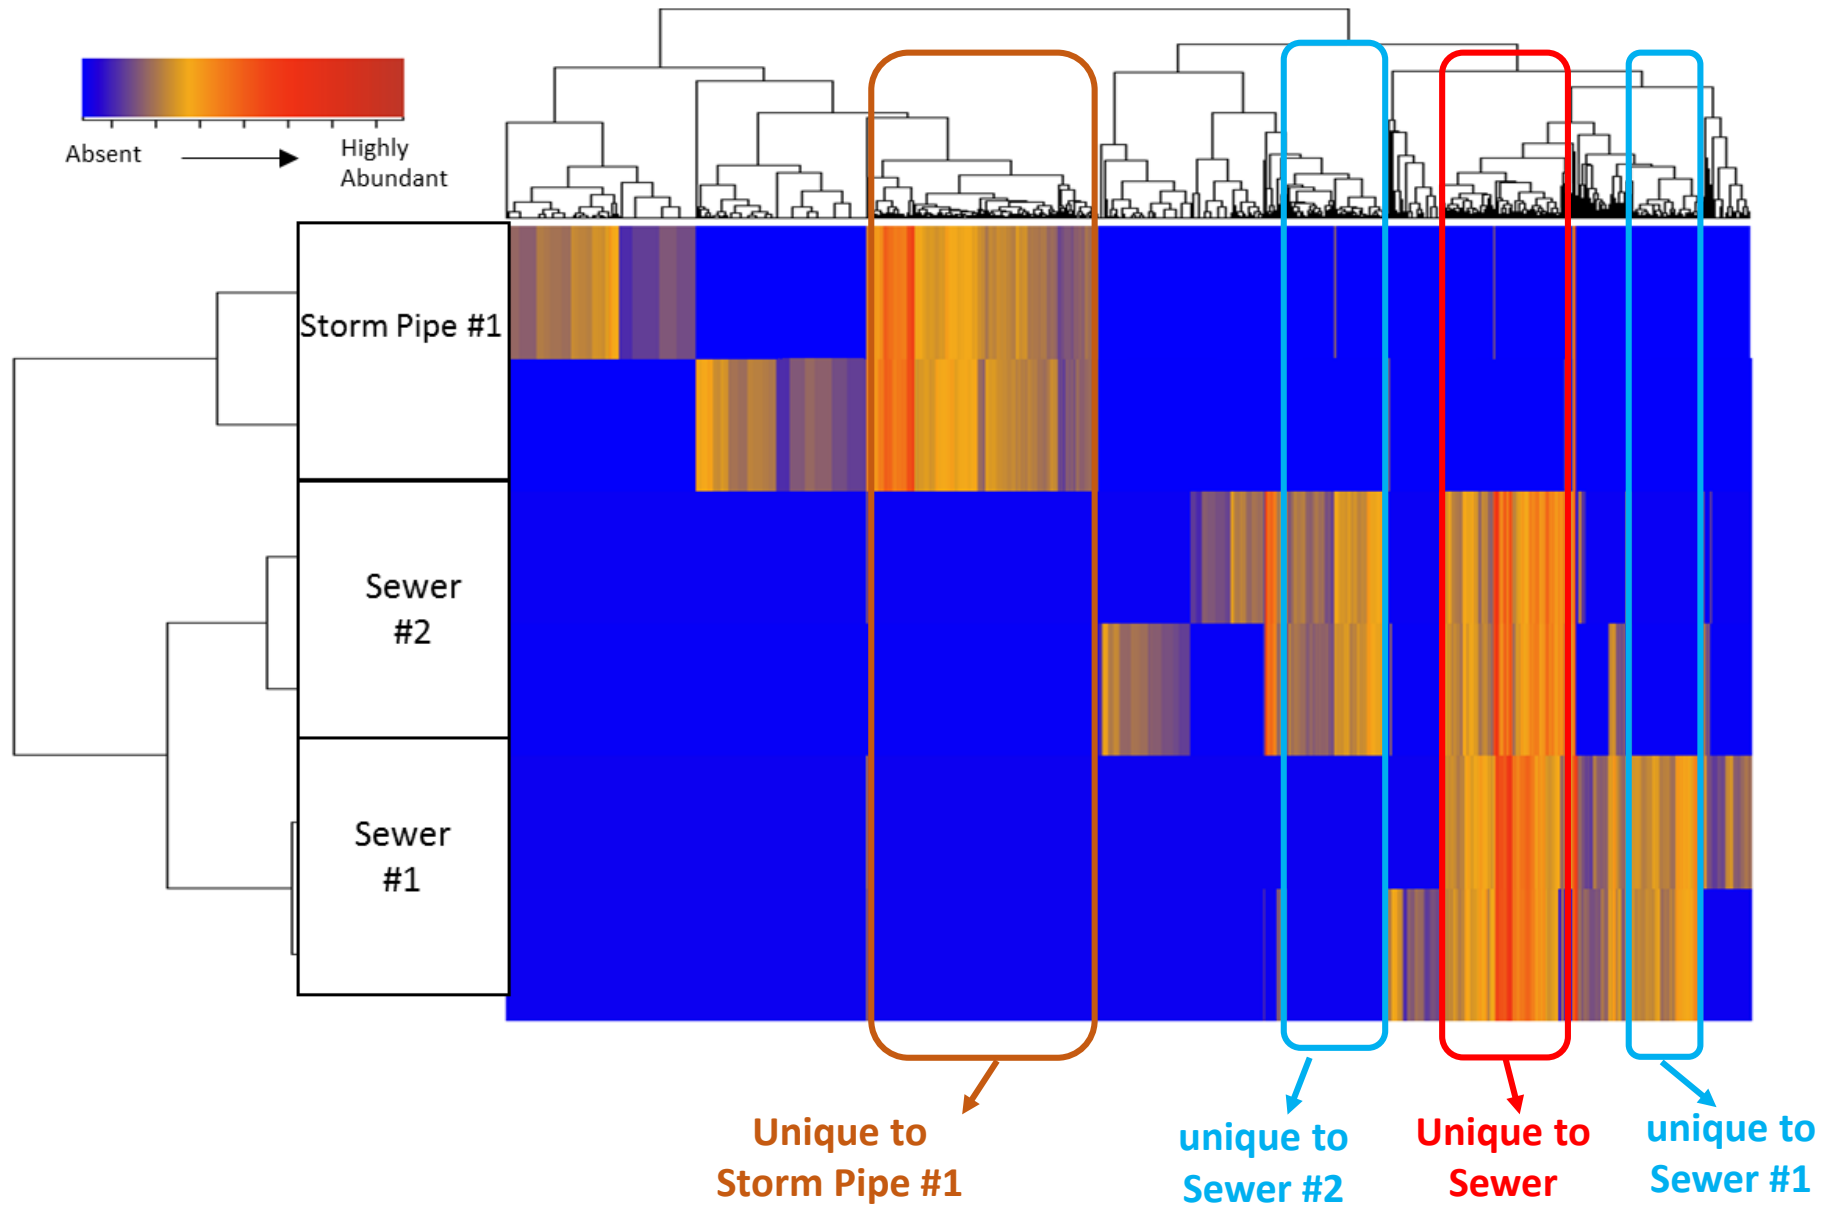 Absent
Highly
Abundant
Storm Pipe #1
Sewer
#2
Sewer
#1
Unique to
Storm Pipe #1
unique to
Sewer #2
Unique to
Sewer
unique to
Sewer #1